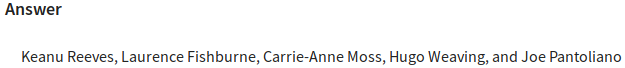 Answer
Keanu Reeves, Laurence Fishburne, Carrie-Anne Moss, Hugo Weaving, and Joe Pantoliano